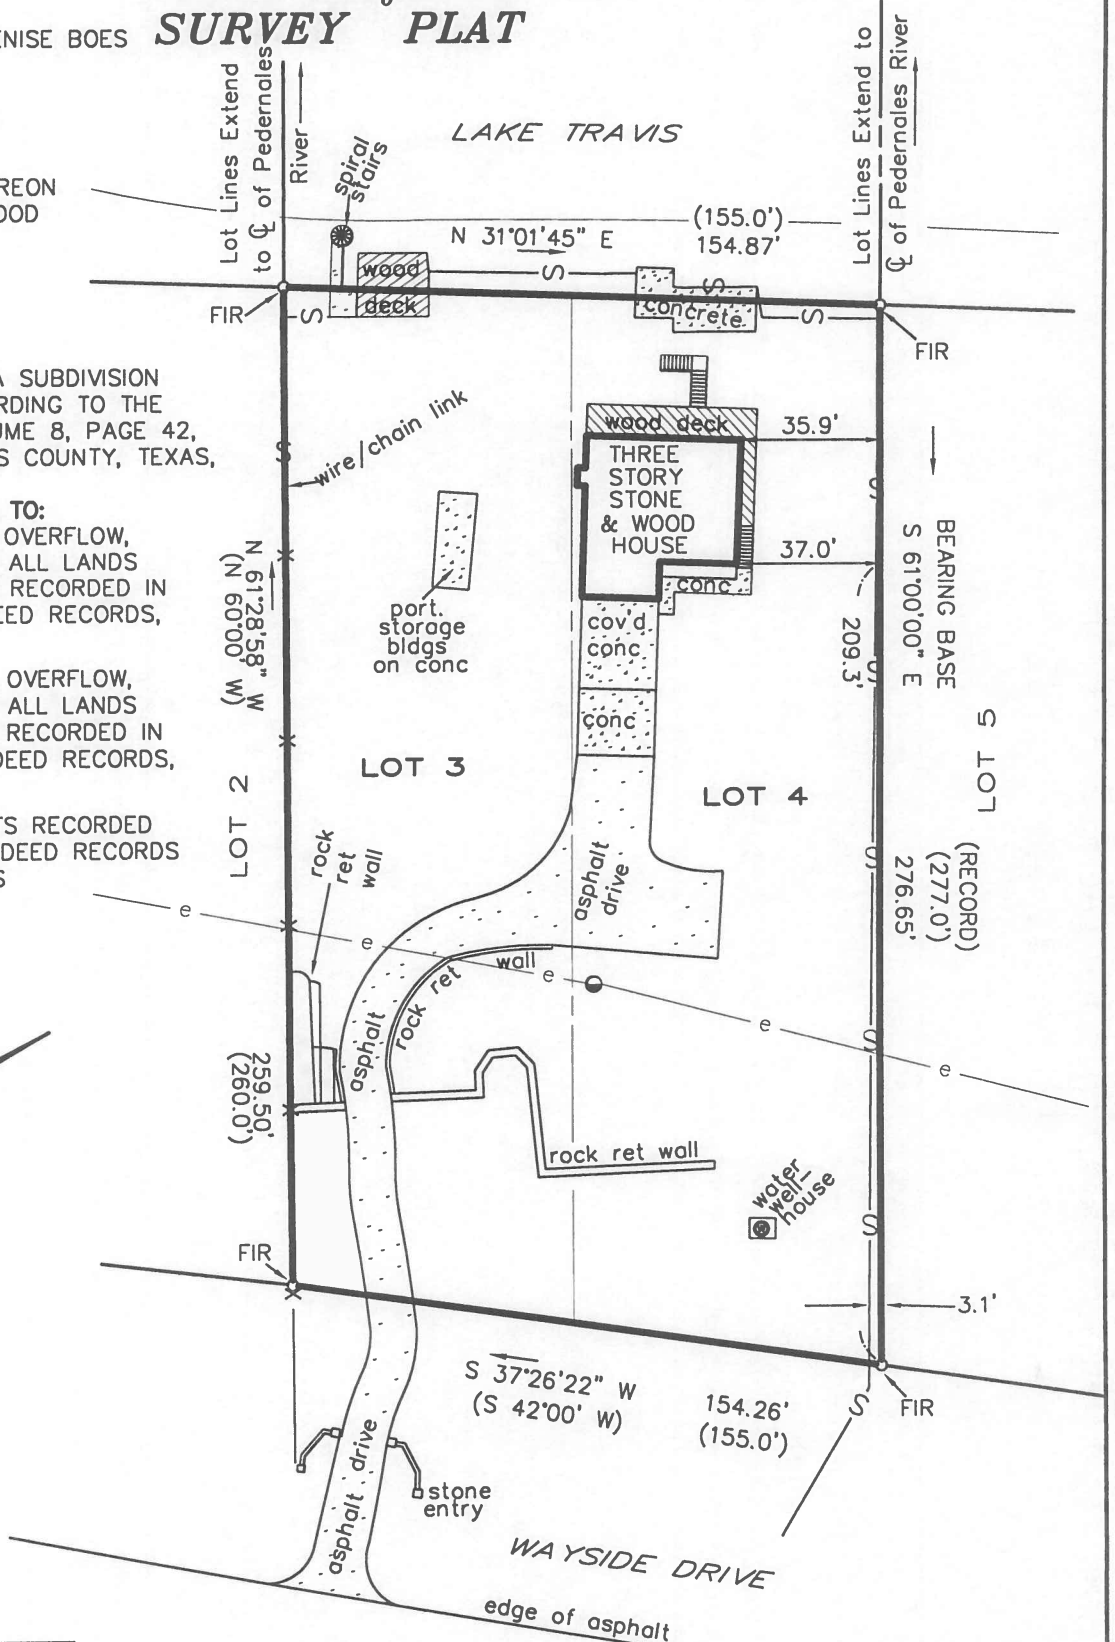 SURVEY PLAT
ENISE BOES
Lot Lines Extend
to ℄ of Pedernales
River
LAKE TRAVIS
Lot Lines Extend to
℄ of Pedernales River
spiral
stairs
REON
OOD
(155.0')
N 31°01'45" E
154.87'
S
S
wood
deck
concrete
FIR
S
S
FIR
A SUBDIVISION
RDING TO THE
UME 8, PAGE 42,
S COUNTY, TEXAS,
wire/chain link
S
wood deck
35.9'
THREE
STORY
STONE
& WOOD
HOUSE
S
37.0'
conc
BEARING BASE
S 61°00'00" E
209.3'
TO:
OVERFLOW,
ALL LANDS
RECORDED IN
EED RECORDS,
N 61°28'58" W
(N 60°00' W)
port.
storage
bldgs
on conc
cov'd
conc
S
OVERFLOW,
ALL LANDS
RECORDED IN
DEED RECORDS,
conc
LOT 3
LOT 4
LOT 2
LOT 5
TS RECORDED
DEED RECORDS
S
rock
ret
wall
asphalt
drive
S
(RECORD)
(277.0')
276.65'
e
e
wall
e
rock ret
e
asphalt
S
e
259.50'
(260.0')
rock ret wall
water
well-
house
S
FIR
3.1'
S 37°26'22" W
(S 42°00' W)
154.26'
(155.0')
S
FIR
asphalt drive
stone
entry
WAYSIDE DRIVE
edge of asphalt